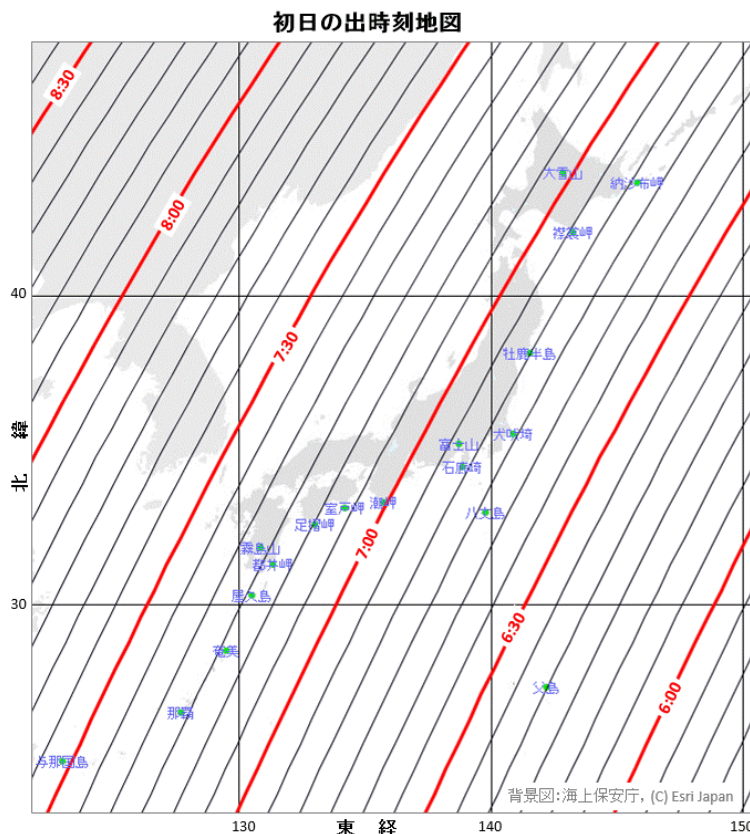 初日の出時刻地図
8:30
8:00
7:30
7:00
6:30
6:00
大雪山
納沙布岬
襟裳岬
牡鹿半島
富士山
犬吠埼
石廊埼
八丈島
潮岬
室戸岬
足摺岬
霧島山
都井岬
屋久島
奄美
那覇
与那国島
父島
40
30
北 緯
130
東 経
140
150
背景図:海上保安庁, (C) Esri Japan